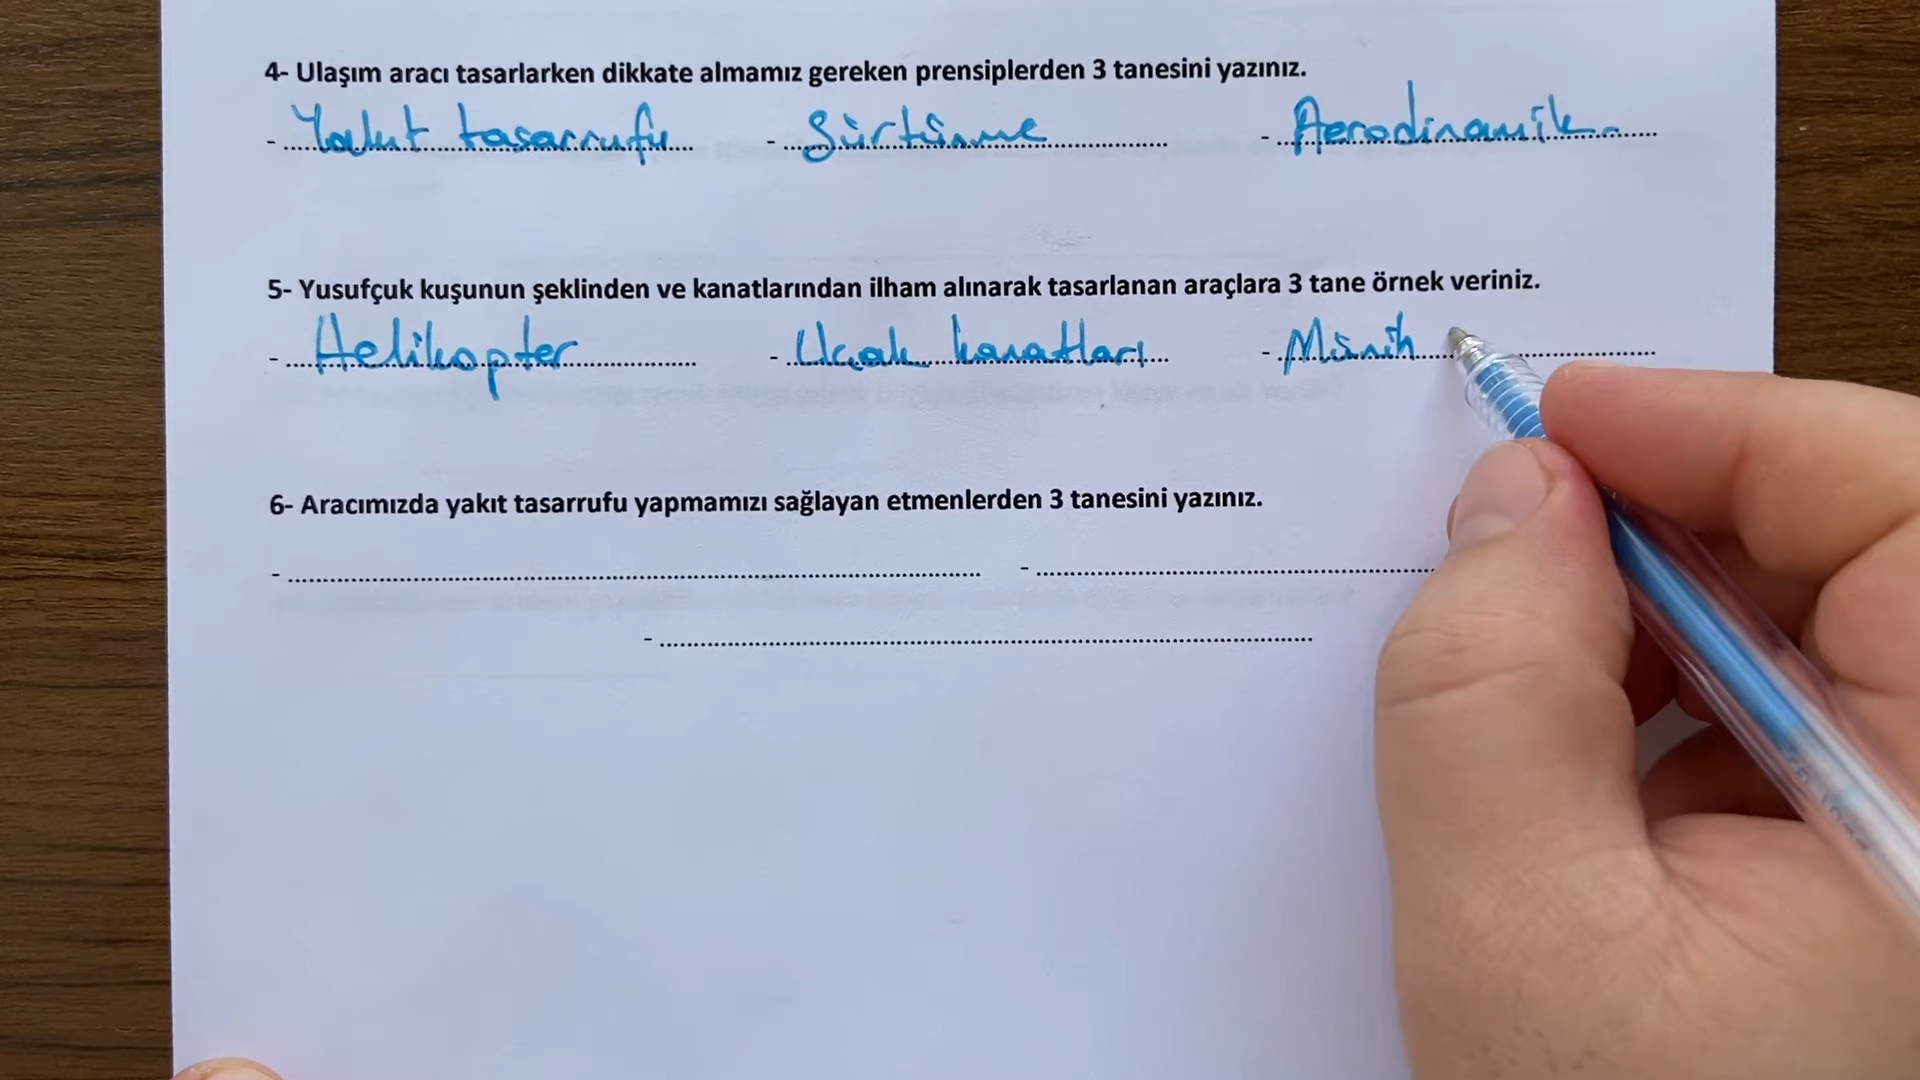 4- Ulaşım aracı tasarlarken dikkate almamız gereken prensiplerden 3 tanesini yazınız.
- Yakıt tasarrufu - Sürtünme - Aerodinamik
5- Yusufçuk kuşunun şeklinden ve kanatlarından ilham alınarak tasarlanan araçlara 3 tane örnek veriniz.
- Helikopter - Uçak kanatları - Münih
6- Aracımızda yakıt tasarrufu yapmamızı sağlayan etmenlerden 3 tanesini yazınız.